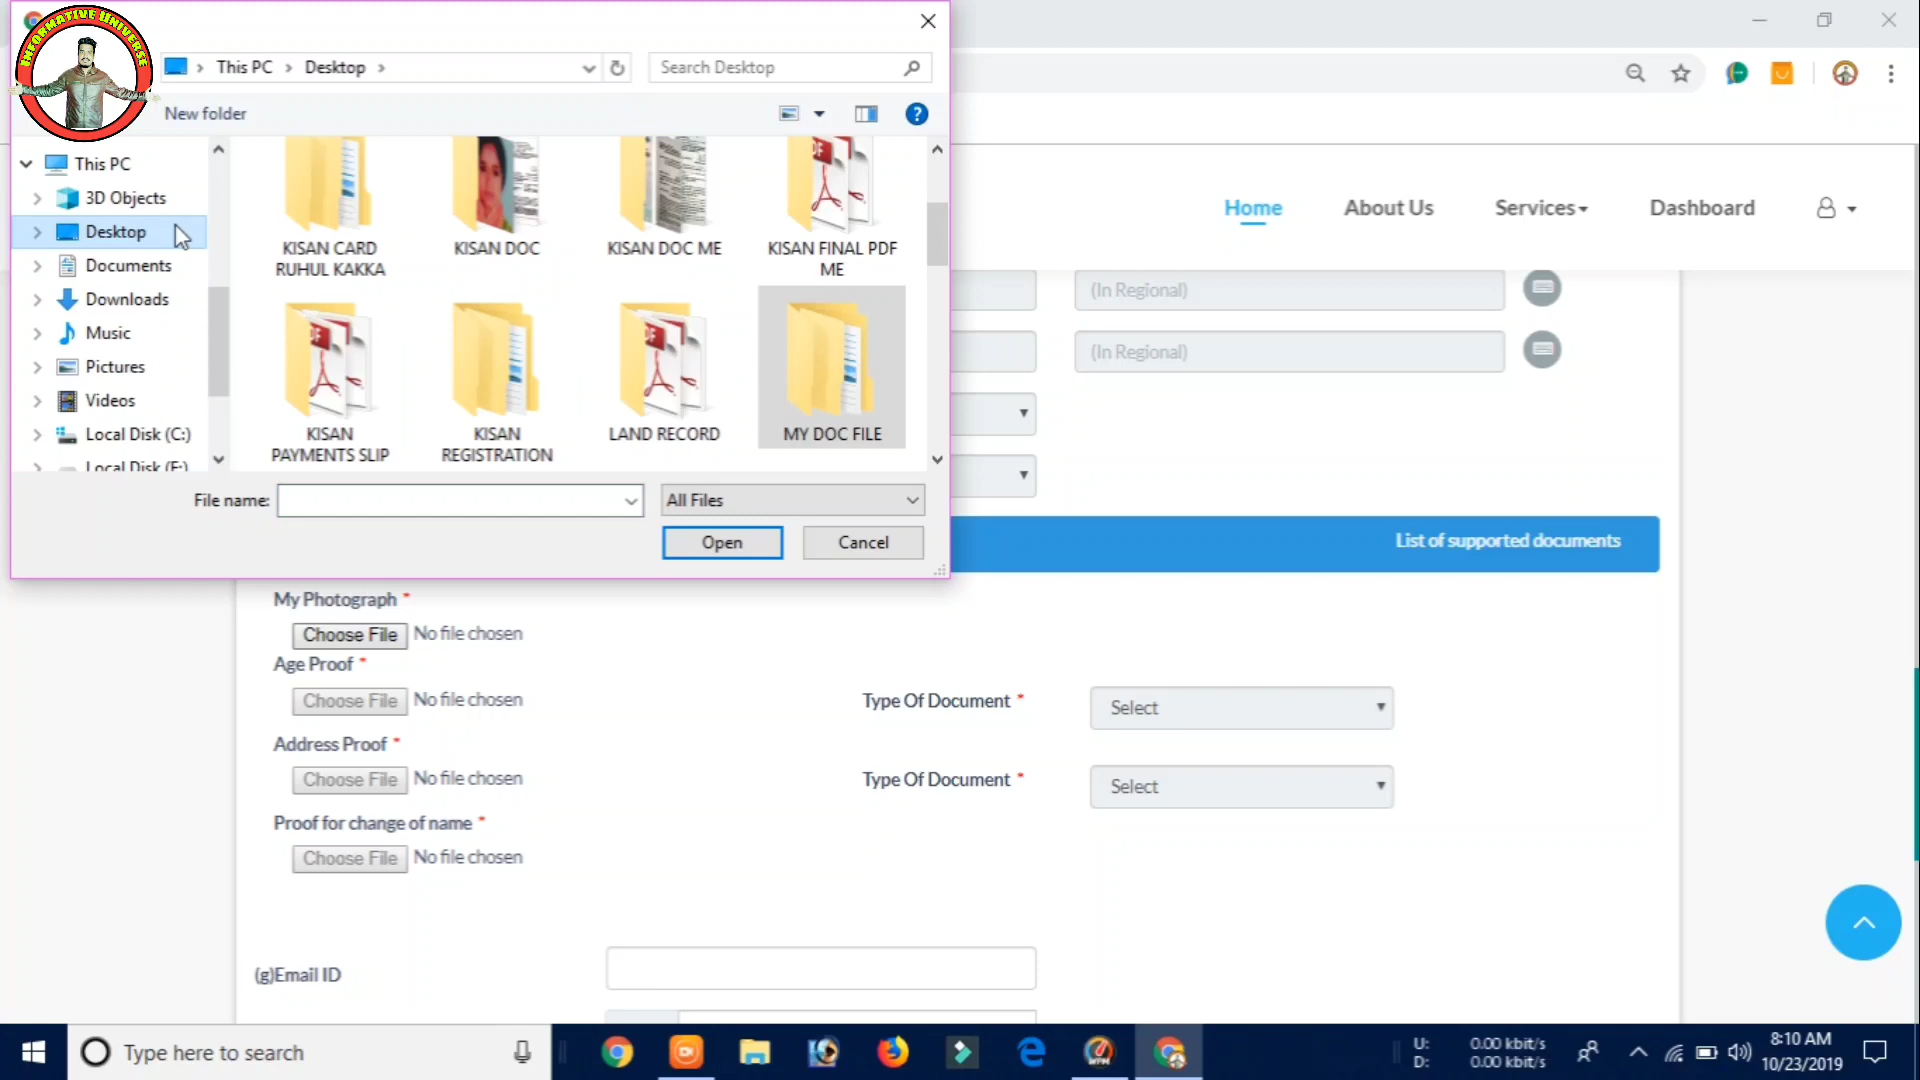 INFORMATIVE UNIVERSE
This PC > Desktop >
Search Desktop
New folder
This PC
3D Objects
Desktop
Documents
Downloads
Music
Pictures
Videos
Local Disk (C:)
Local Disk (F:)
KISAN CARD
RUHUL KAKKA
KISAN DOC
KISAN DOC ME
KISAN FINAL PDF
ME
KISAN
PAYMENTS SLIP
KISAN
REGISTRATION
LAND RECORD
MY DOC FILE
File name:
All Files
Open
Cancel
Home
About Us
Services
Dashboard
(In Regional)
(In Regional)
List of supported documents
My Photograph *
Choose File No file chosen
Age Proof *
Choose File No file chosen
Type Of Document *
Select
Address Proof *
Choose File No file chosen
Type Of Document *
Select
Proof for change of name *
Choose File No file chosen
(g)Email ID
Type here to search
U: 0.00 kbit/s
D: 0.00 kbit/s
8:10 AM
10/23/2019